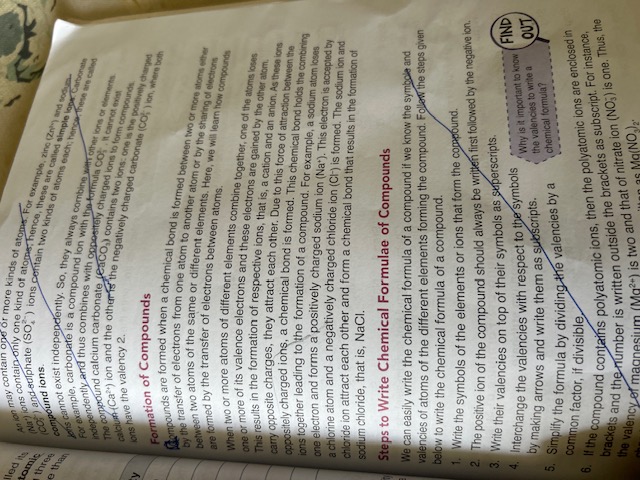 lled its
tomic
three
e than
An ion may contain one or more kinds of atoms. For example, zinc (Zn²⁺) and sodium
(Na⁺) ions contain only one kind of atoms; hence, these are called simple ions. Carbonate
(CO₃²⁻) and sulphate (SO₄²⁻) ions contain two kinds of atoms each; hence, these are called
compound ions.
Ions cannot exist independently. So, they always combine with other ions or elements.
For example, carbonate is a compound ion with the formula CO₃²⁻. It cannot exist
independently and thus combines with oppositely charged ions to form compounds.
The compound calcium carbonate (CaCO₃) contains two ions: one is the positively charged
calcium (Ca²⁺) ion and the other is the negatively charged carbonate (CO₃²⁻) ion, where both
ions have the valency 2.
Formation of Compounds
Compounds are formed when a chemical bond is formed between two or more atoms either
by the transfer of electrons from one atom to another atom or by the sharing of electrons
between two atoms of the same or different elements. Here, we will learn how compounds
are formed by the transfer of electrons between atoms.
When two or more atoms of different elements combine together, one of the atoms loses
one or more of its valence electrons and these electrons are gained by the other atom.
This results in the formation of respective ions, that is, a cation and an anion. As these ions
carry opposite charges, they attract each other. Due to this force of attraction between the
oppositely charged ions, a chemical bond is formed. This chemical bond holds the combining
ions together leading to the formation of a compound. For example, a sodium atom loses
one electron and forms a positively charged sodium ion (Na⁺). This electron is accepted by
a chlorine atom and a negatively charged chloride ion (Cl⁻) is formed. The sodium ion and
chloride ion attract each other and form a chemical bond that results in the formation of
sodium chloride, that is, NaCl.
Steps to Write Chemical Formulae of Compounds
We can easily write the chemical formula of a compound if we know the symbols and
valencies of atoms of the different elements forming the compound. Follow the steps given
below to write the chemical formula of a compound.
1. Write the symbols of the elements or ions that form the compound.
2. The positive ion of the compound should always be written first followed by the negative ion.
3. Write their valencies on top of their symbols as superscripts.
4. Interchange the valencies with respect to the symbols
by making arrows and write them as subscripts.
5. Simplify the formula by dividing the valencies by a
common factor, if divisible.
Why is it important to know
the valencies to write a
chemical formula?
FIND
OUT
6. If the compound contains polyatomic ions, then the polyatomic ions are enclosed in
brackets and the number is written outside the brackets as subscript. For instance,
the valency of magnesium (Mg²⁺) is two and that of nitrate ion (NO₃⁻) is one. Thus, the
as Mg(NO₃)₂.